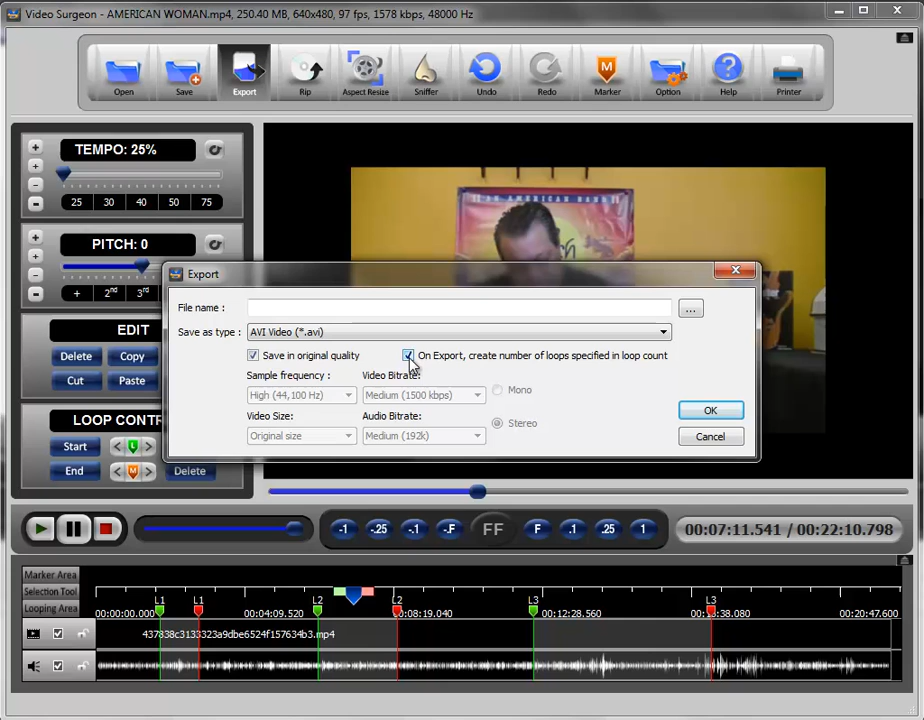 Video Surgeon - AMERICAN WOMAN.mp4, 250.40 MB, 640x480, 97 fps, 1578 kbps, 48000 Hz
Open Save Export Rip Aspect Resize Sniffer Undo Redo Marker Option Help Printer
TEMPO: 25%
25 30 40 50 75
AN AMERICAN BAND
PITCH: 0
+ 2nd 3rd
EDIT
Delete Copy
Cut Paste
LOOP CONTR
Start L
End M Delete
Export
File name :
...
Save as type : AVI Video (*.avi)
Save in original quality On Export, create number of loops specified in loop count
Sample frequency : Video Bitrate:
High (44,100 Hz) Medium (1500 kbps) Mono
Video Size: Audio Bitrate:
Original size Medium (192k) Stereo
OK
Cancel
-1 -.25 -.1 -.F FF F .1 .25 1
00:07:11.541 / 00:22:10.798
Marker Area
Selection Tool
Looping Area
L1 L1 L2 L2 L3 L3
00:00:00.000 00:04:09.520 00:08:19.040 00:12:28.560 38.080 00:20:47.600
437838c3133323a9dbe6524f157634b3.mp4